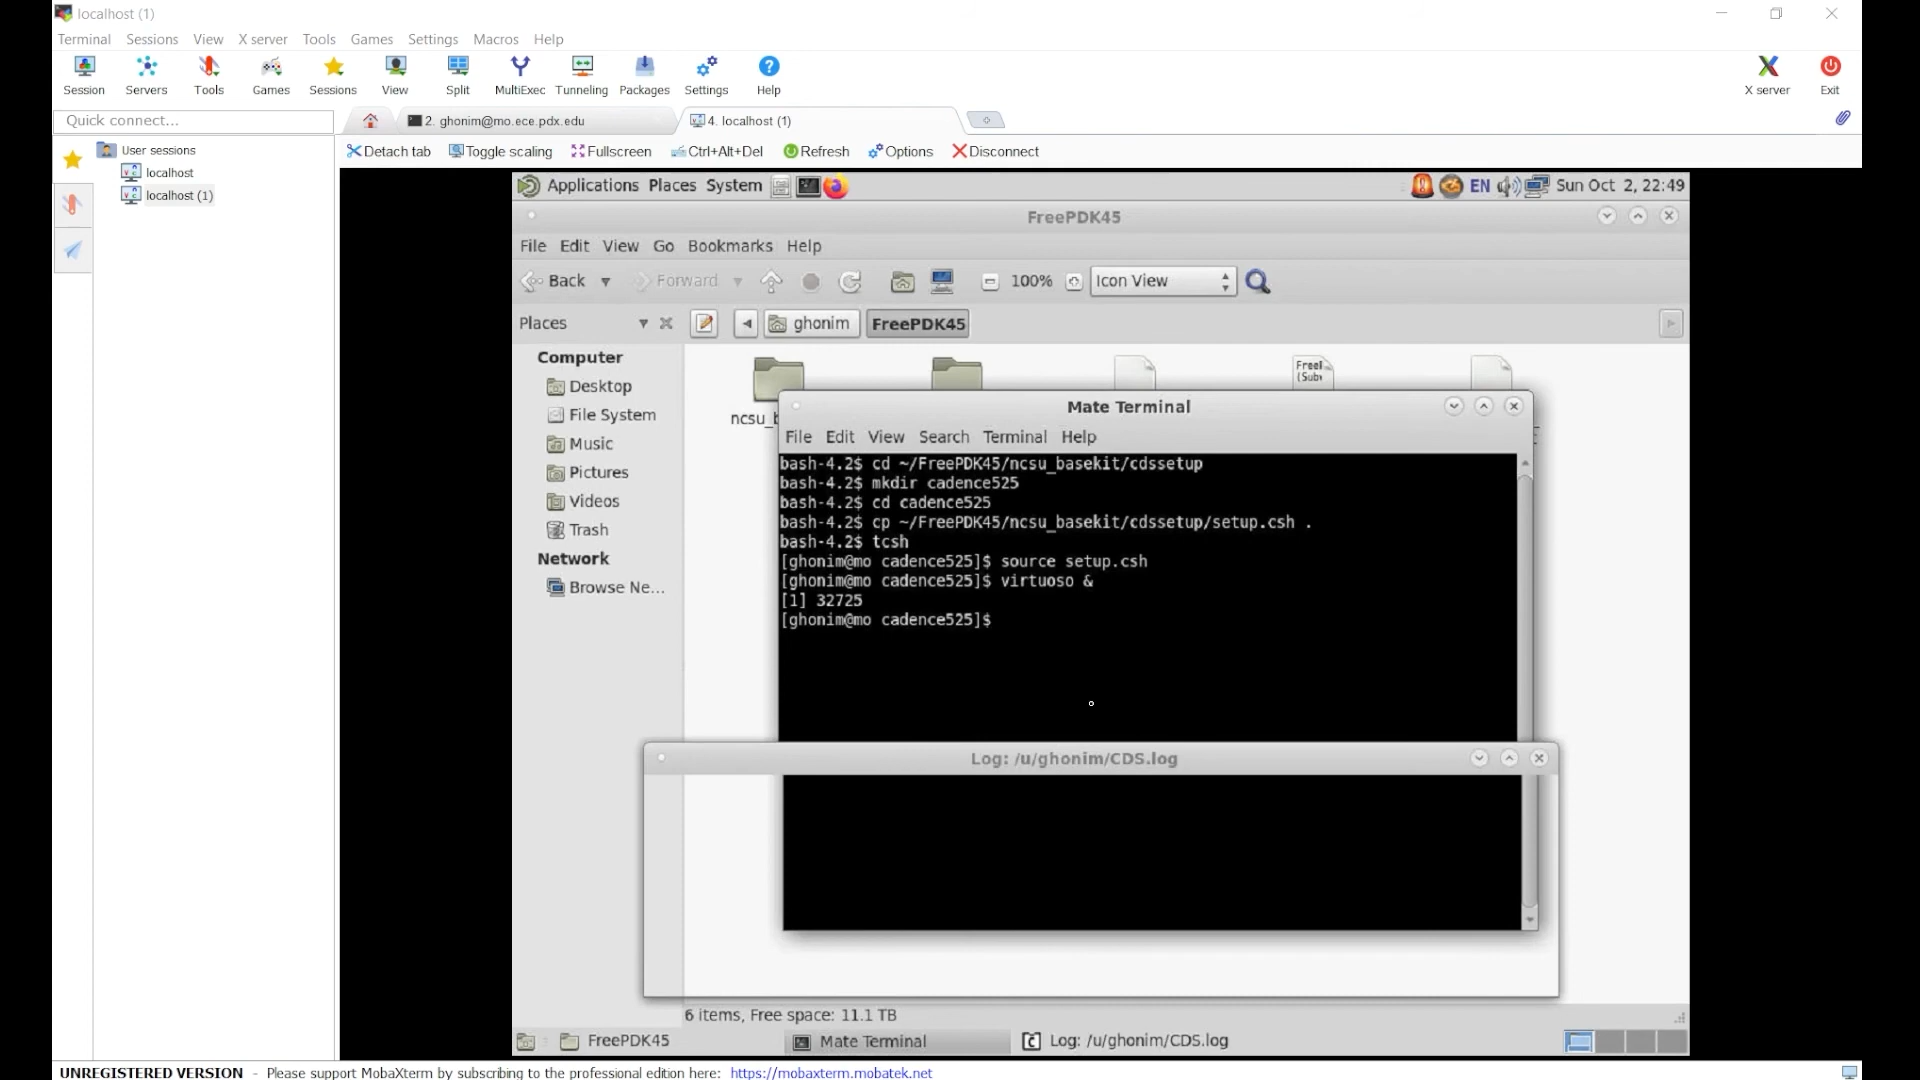 localhost (1)
Terminal Sessions View X server Tools Games Settings Macros Help
Session Servers Tools Games Sessions View Split MultiExec Tunneling Packages Settings Help X server Exit
Quick connect...
2. ghonim@mo.ece.pdx.edu
4. localhost (1)
Detach tab Toggle scaling Fullscreen Ctrl+Alt+Del Refresh Options Disconnect
User sessions
localhost
localhost (1)
Applications Places System EN Sun Oct 2, 22:49
FreePDK45
File Edit View Go Bookmarks Help
Back Forward 100% Icon View
Places ghonim FreePDK45
Computer
Desktop
File System
Music
Pictures
Videos
Trash
Network
Browse Ne...
Mate Terminal
File Edit View Search Terminal Help
bash-4.2$ cd ~/FreePDK45/ncsu_basekit/cdssetup
bash-4.2$ mkdir cadence525
bash-4.2$ cd cadence525
bash-4.2$ cp ~/FreePDK45/ncsu_basekit/cdssetup/setup.csh .
bash-4.2$ tcsh
[ghonim@mo cadence525]$ source setup.csh
[ghonim@mo cadence525]$ virtuoso &
[1] 32725
[ghonim@mo cadence525]$
Log: /u/ghonim/CDS.log
6 items, Free space: 11.1 TB
FreePDK45 Mate Terminal Log: /u/ghonim/CDS.log
UNREGISTERED VERSION - Please support MobaXterm by subscribing to the professional edition here: https://mobaxterm.mobatek.net